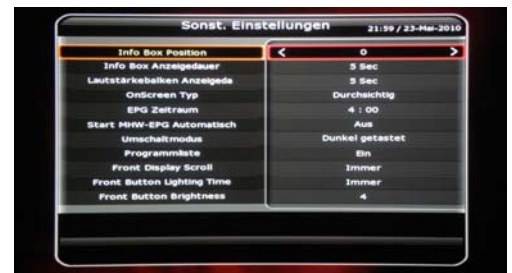 Sonst. Einstellungen 21:59 / 23-Mai-2010
Info Box Position < 0 >
Info Box Anzeigedauer 5 Sec
Lautstärkebalken Anzeigeda 5 Sec
OnScreen Typ Durchsichtig
EPG Zeitraum 4 : 00
Start MHW-EPG Automatisch Aus
Umschaltmodus Dunkel getastet
Programmliste Ein
Front Display Scroll Immer
Front Button Lighting Time Immer
Front Button Brightness 4